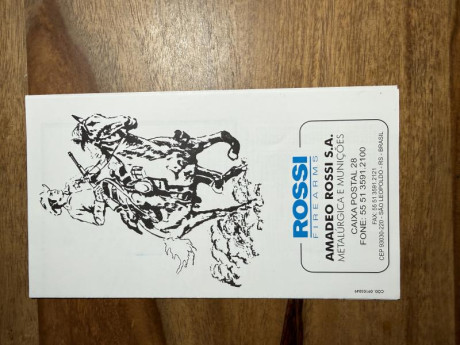 ROSSI
FIREARMS
AMADEO ROSSI S.A.
METALÚRGICA E MUNIÇÕES
CAIXA POSTAL 28
FONE: 55 51 3591.2100
FAX: 55 51 3591.2121
CEP 93030-220 - SÃO LEOPOLDO - RS - BRASIL